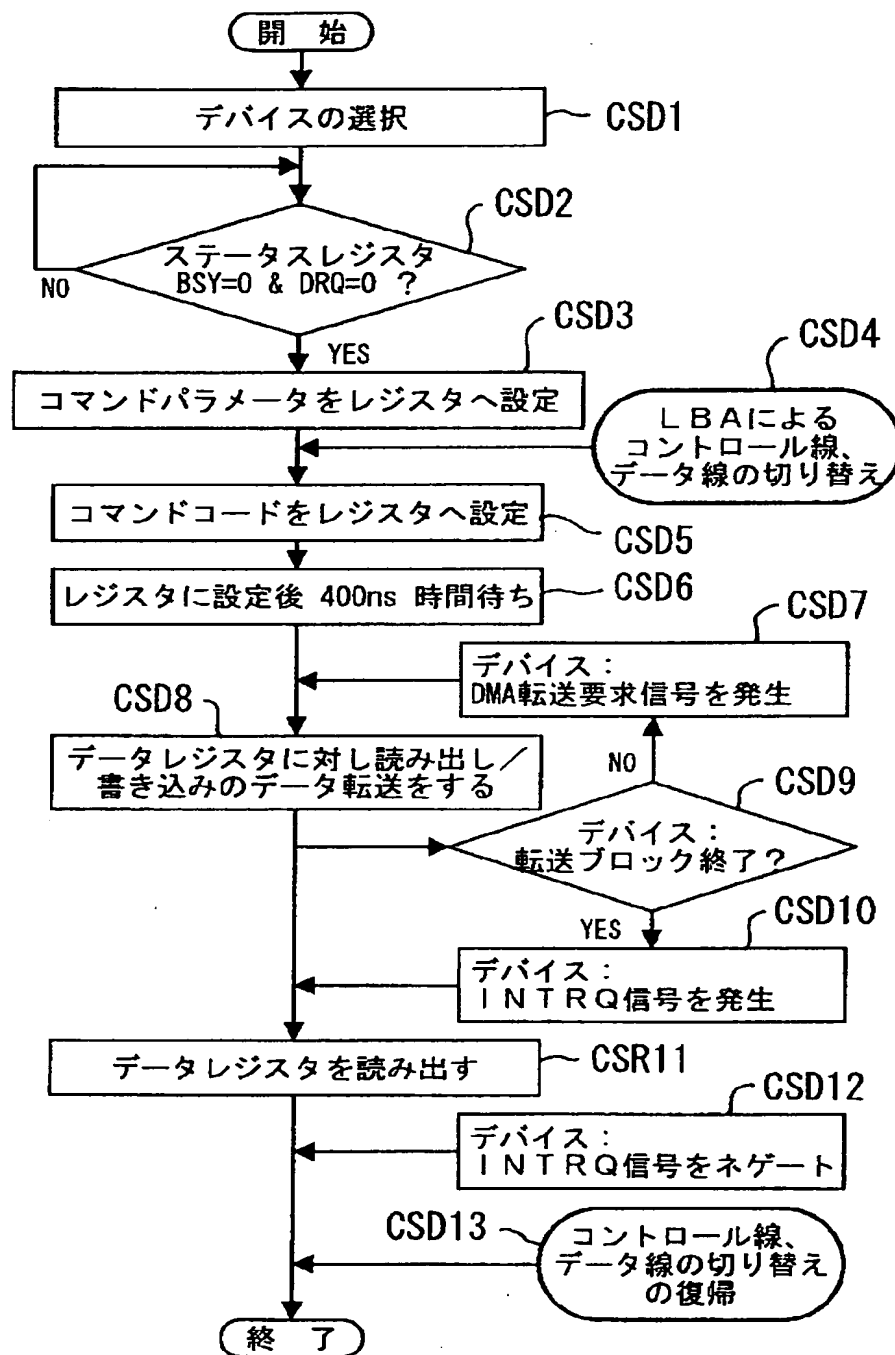 開 始
デバイスの選択
CSD1
CSD2
ステータスレジスタ
BSY=0 & DRQ=0 ?
NO
YES
CSD3
コマンドパラメータをレジスタへ設定
CSD4
LBAによる
コントロール線、
データ線の切り替え
コマンドコードをレジスタへ設定
CSD5
レジスタに設定後 400ns 時間待ち
CSD6
CSD7
デバイス：
DMA転送要求信号を発生
CSD8
データレジスタに対し読み出し／
書き込みのデータ転送をする
NO
CSD9
デバイス：
転送ブロック終了？
YES
CSD10
デバイス：
INTRQ信号を発生
データレジスタを読み出す
CSR11
CSD12
デバイス：
INTRQ信号をネゲート
CSD13
コントロール線、
データ線の切り替え
の復帰
終 了